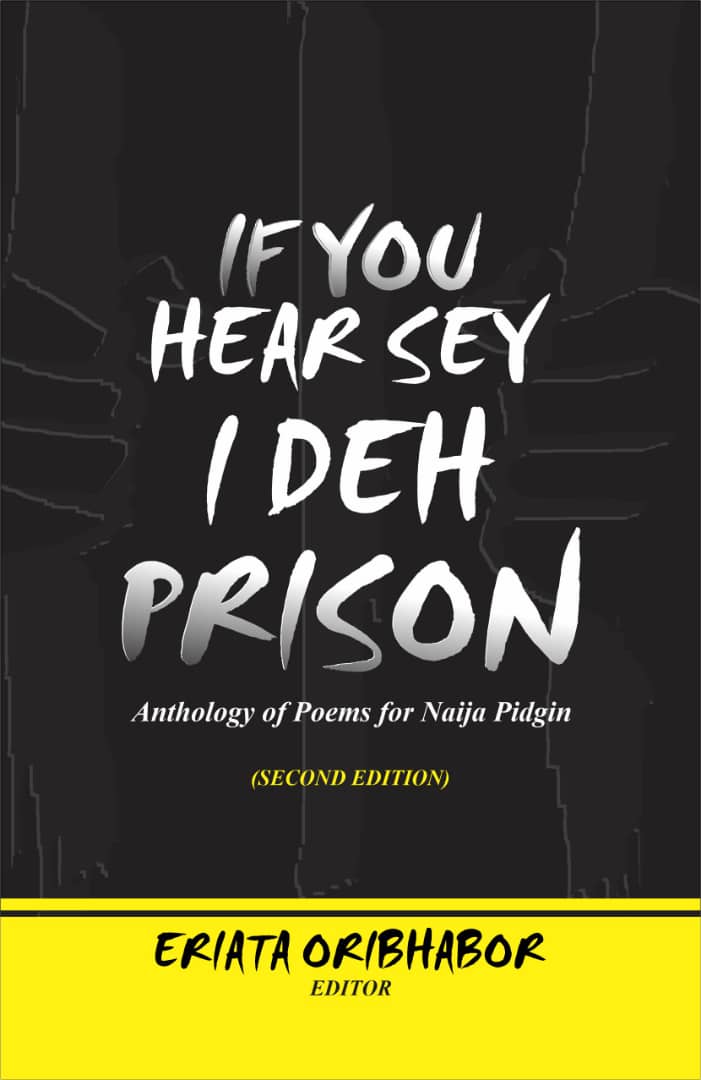 IF YOU
HEAR SEY
I DEH
PRISON
Anthology of Poems for Naija Pidgin
(SECOND EDITION)
ERIATA ORIBHABOR
EDITOR